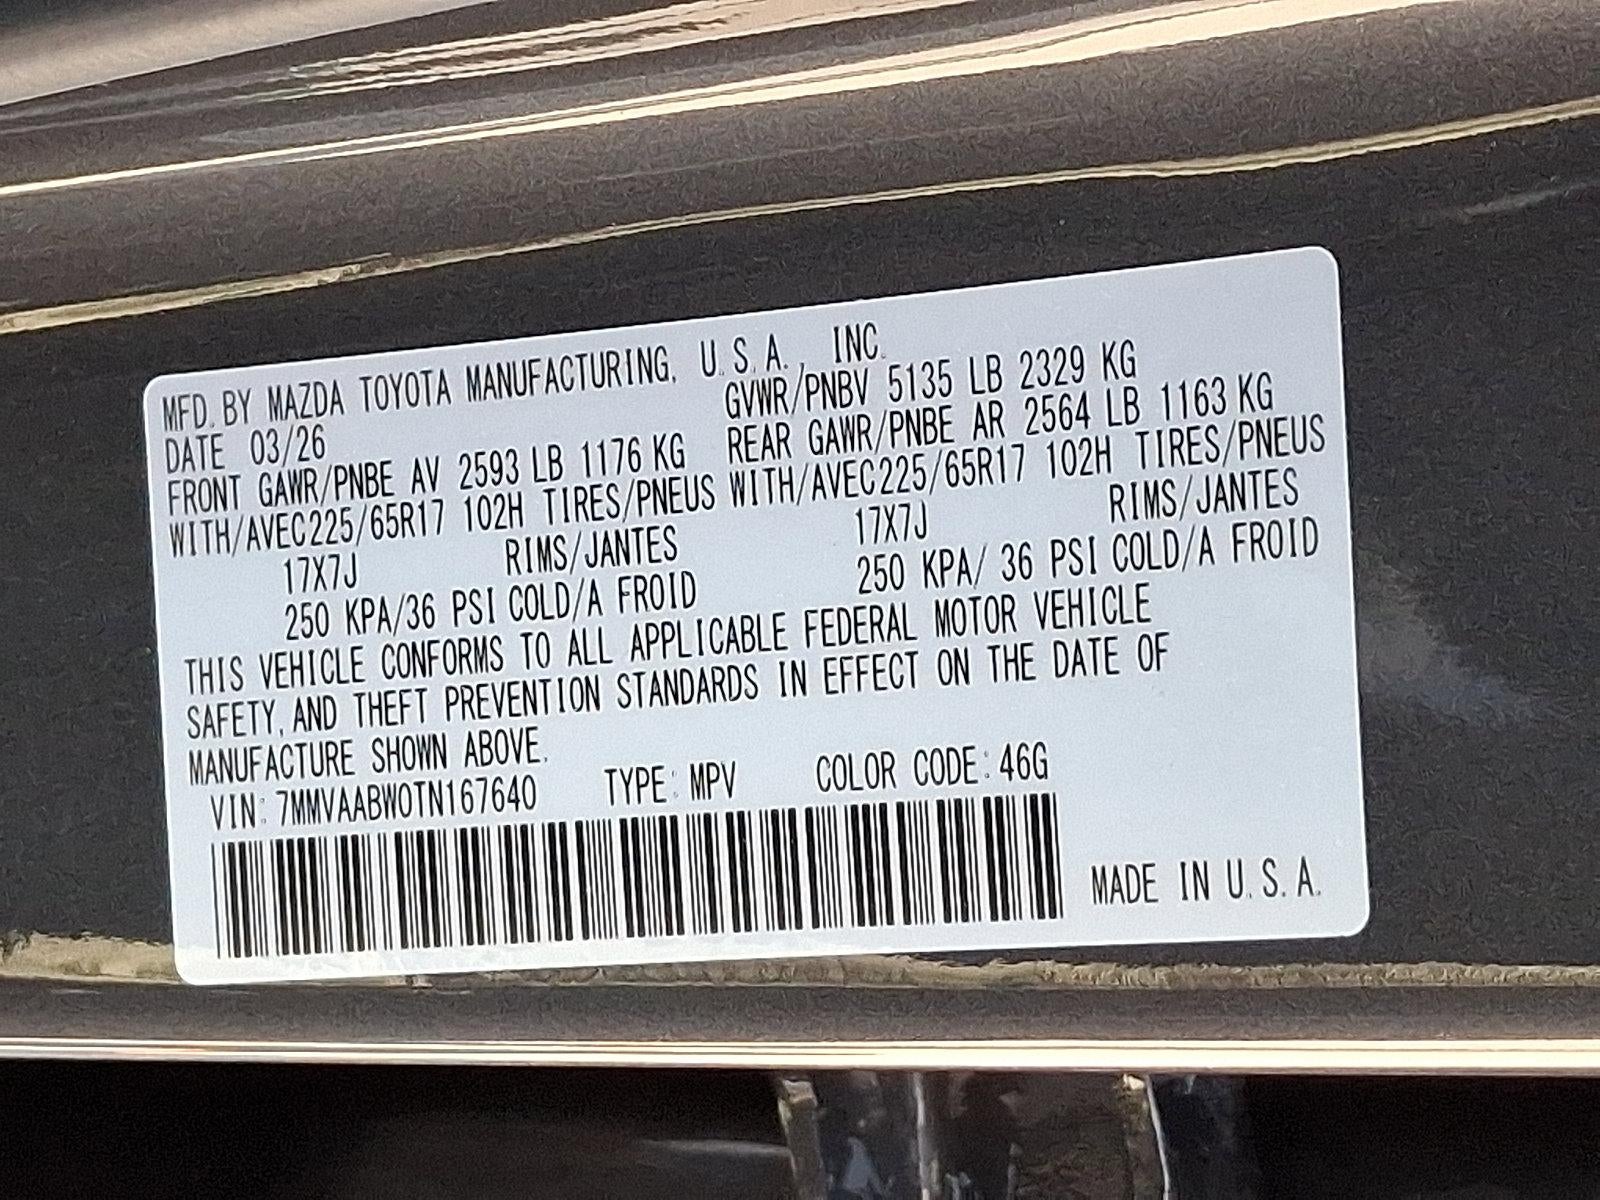 MFD. BY MAZDA TOYOTA MANUFACTURING, U.S.A., INC.
DATE 03/26 GVWR/PNBV 5135 LB 2329 KG
FRONT GAWR/PNBE AV 2593 LB 1176 KG REAR GAWR/PNBE AR 2564 LB 1163 KG
WITH/AVEC225/65R17 102H TIRES/PNEUS WITH/AVEC225/65R17 102H TIRES/PNEUS
17X7J RIMS/JANTES 17X7J RIMS/JANTES
250 KPA/36 PSI COLD/A FROID 250 KPA/ 36 PSI COLD/A FROID
THIS VEHICLE CONFORMS TO ALL APPLICABLE FEDERAL MOTOR VEHICLE
SAFETY, AND THEFT PREVENTION STANDARDS IN EFFECT ON THE DATE OF
MANUFACTURE SHOWN ABOVE.
VIN: 7MMVAABW0TN167640 TYPE: MPV COLOR CODE: 46G
MADE IN U.S.A.